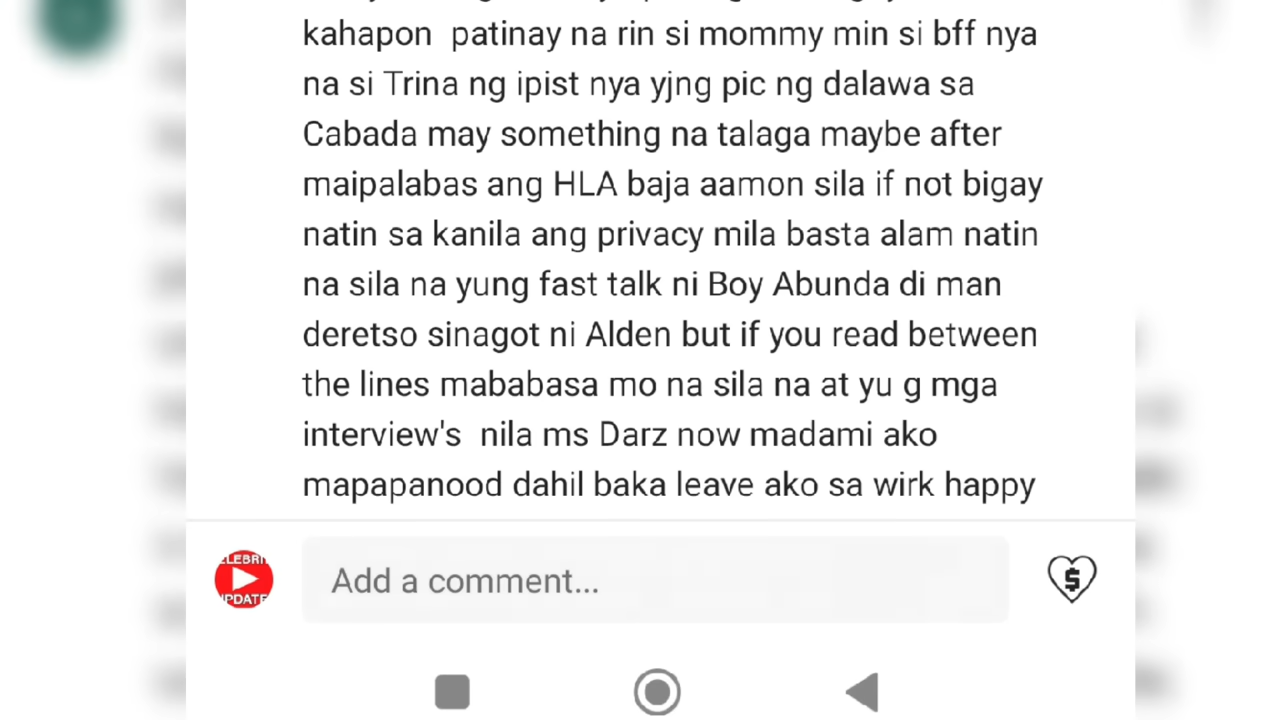 kahapon  patinay na rin si mommy min si bff nya
na si Trina ng ipist nya yjng pic ng dalawa sa
Cabada may something na talaga maybe after
maipalabas ang HLA baja aamon sila if not bigay
natin sa kanila ang privacy mila basta alam natin
na sila na yung fast talk ni Boy Abunda di man
deretso sinagot ni Alden but if you read between
the lines mababasa mo na sila na at yu g mga
interview's  nila ms Darz now madami ako
mapapanood dahil baka leave ako sa wirk happy
LEBRI
PDATE
Add a comment...
$